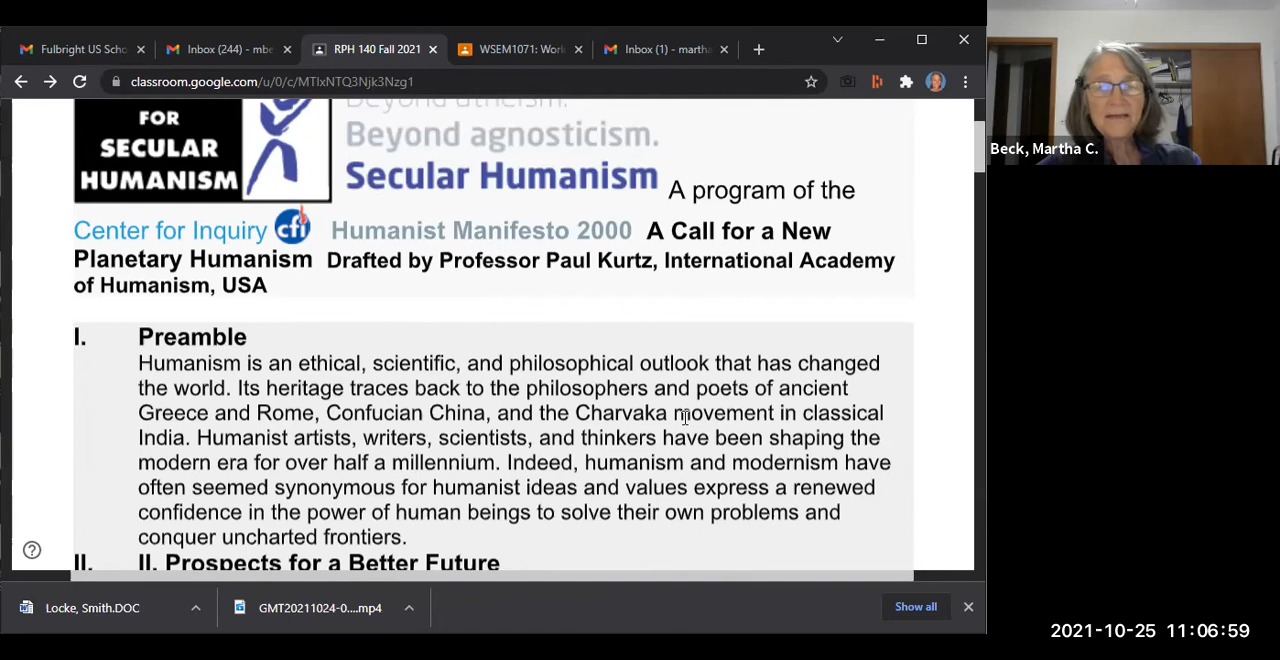 Fulbright US Scho
Inbox (244) - mbe
RPH 140 Fall 2021
WSEM1071: Work
Inbox (1) - martha
classroom.google.com/u/0/c/MTIxNTQ3Njk3Nzg1
Beck, Martha C.
FOR
SECULAR
HUMANISM
Beyond atheism.
Beyond agnosticism.
Secular Humanism A program of the
Center for Inquiry cfi Humanist Manifesto 2000 A Call for a New
Planetary Humanism Drafted by Professor Paul Kurtz, International Academy
of Humanism, USA
I. Preamble
Humanism is an ethical, scientific, and philosophical outlook that has changed
the world. Its heritage traces back to the philosophers and poets of ancient
Greece and Rome, Confucian China, and the Charvaka movement in classical
India. Humanist artists, writers, scientists, and thinkers have been shaping the
modern era for over half a millennium. Indeed, humanism and modernism have
often seemed synonymous for humanist ideas and values express a renewed
confidence in the power of human beings to solve their own problems and
conquer uncharted frontiers.
II. II. Prospects for a Better Future
Locke, Smith.DOC
GMT20211024-0....mp4
Show all
2021-10-25 11:06:59